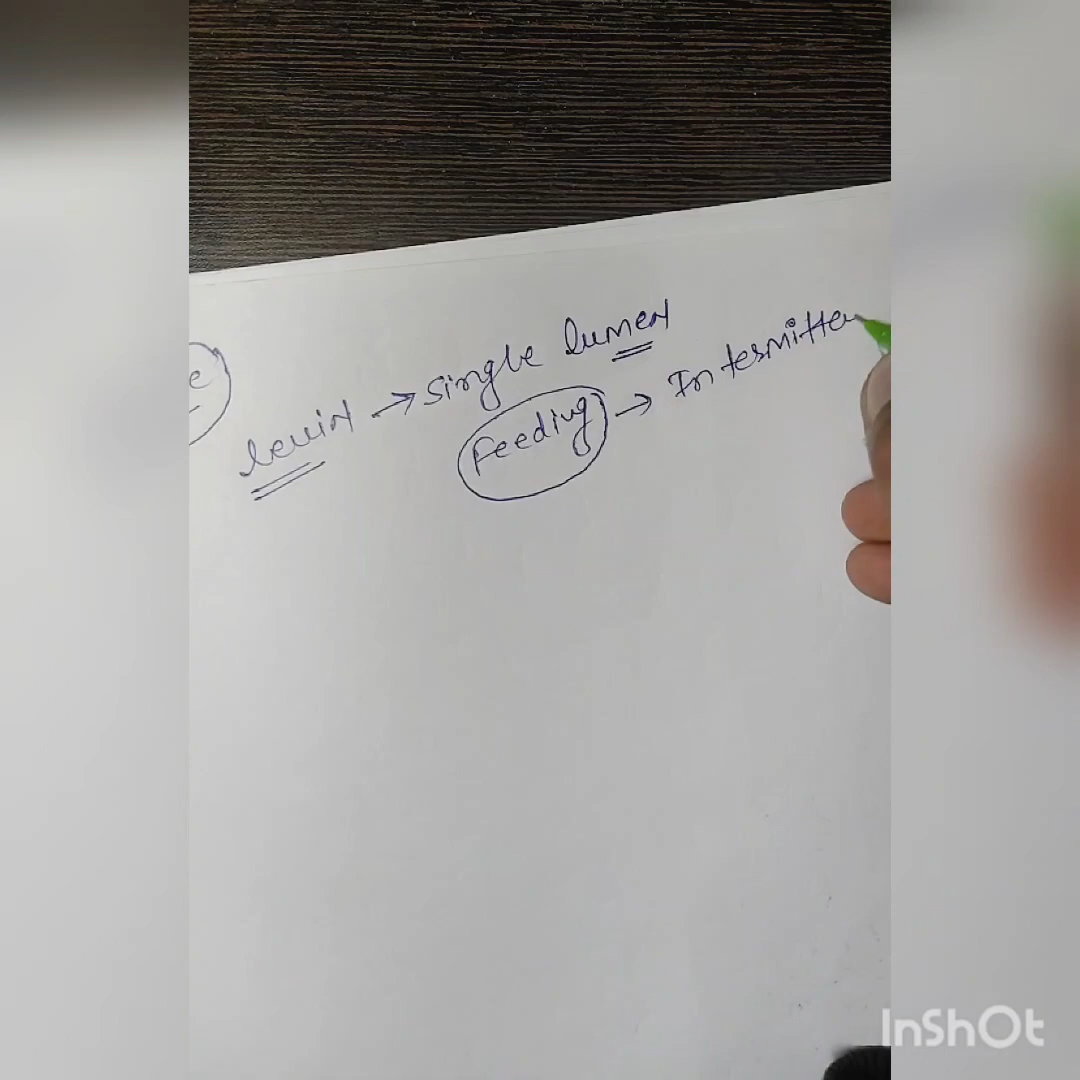 Levin → single lumen
Feeding → Intermitten
InShOt